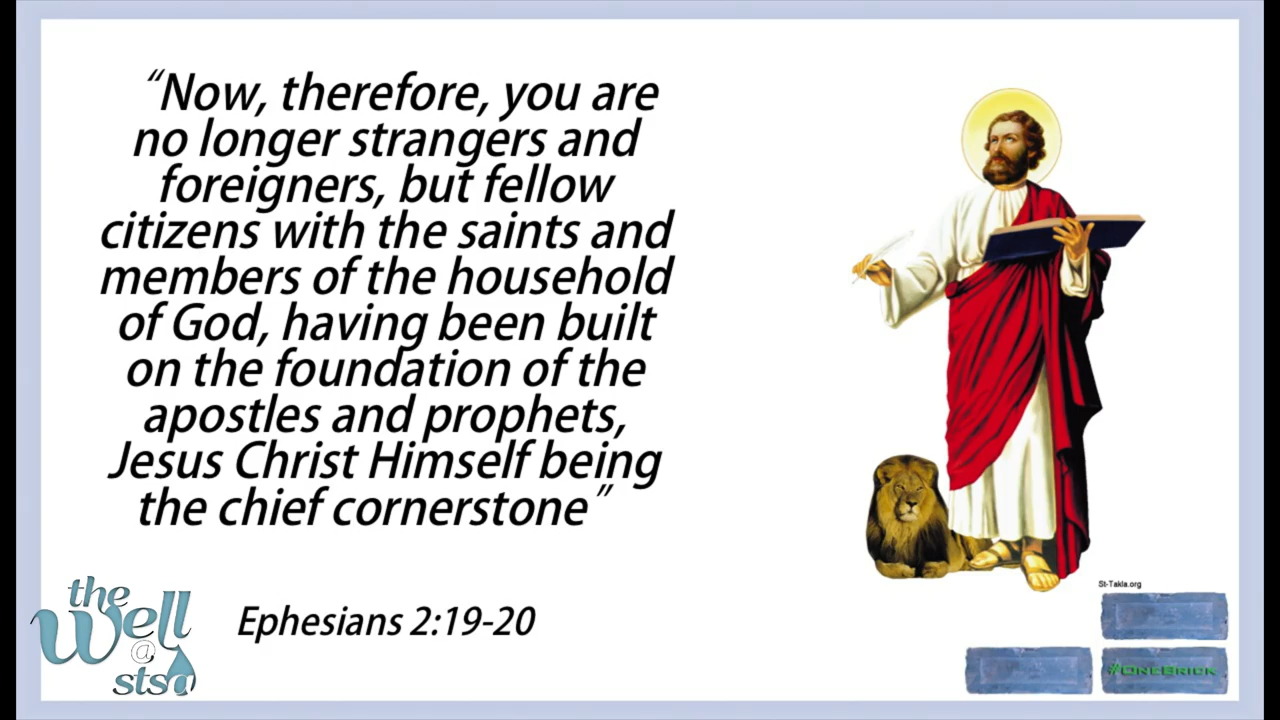 “Now, therefore, you are
no longer strangers and
foreigners, but fellow
citizens with the saints and
members of the household
of God, having been built
on the foundation of the
apostles and prophets,
Jesus Christ Himself being
the chief cornerstone”
Ephesians 2:19-20
the
well
@
stsa
St-Takla.org
#OneBrick